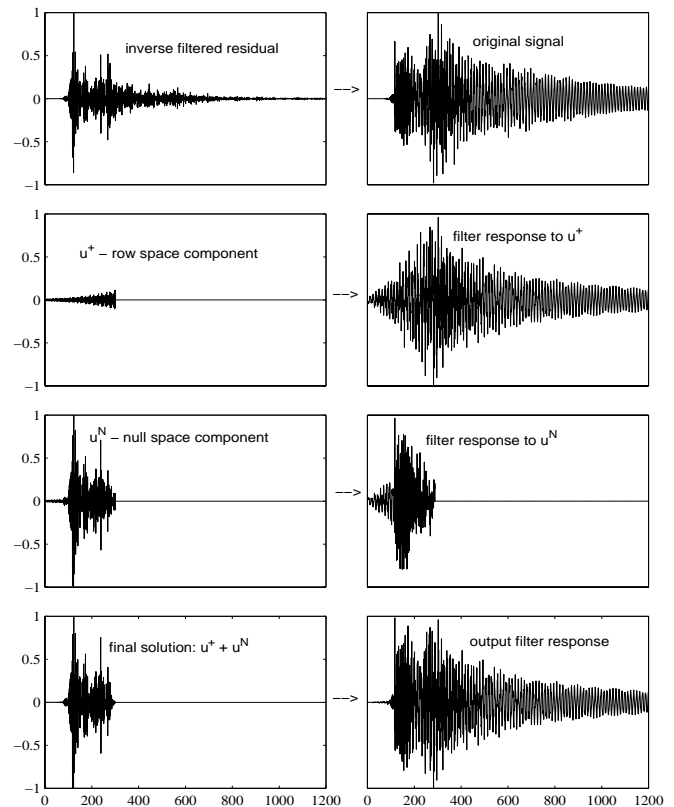 1
0.5
0
−0.5
−1
inverse filtered residual
−−>
original signal
1
0.5
0
−0.5
−1
u+ − row space component
−−>
filter response to u+
1
0.5
0
−0.5
−1
uN − null space component
−−>
filter response to uN
1
0.5
0
−0.5
−1
final solution: u+ + uN
−−>
output filter response
0 200 400 600 800 1000 1200
0 200 400 600 800 1000 1200